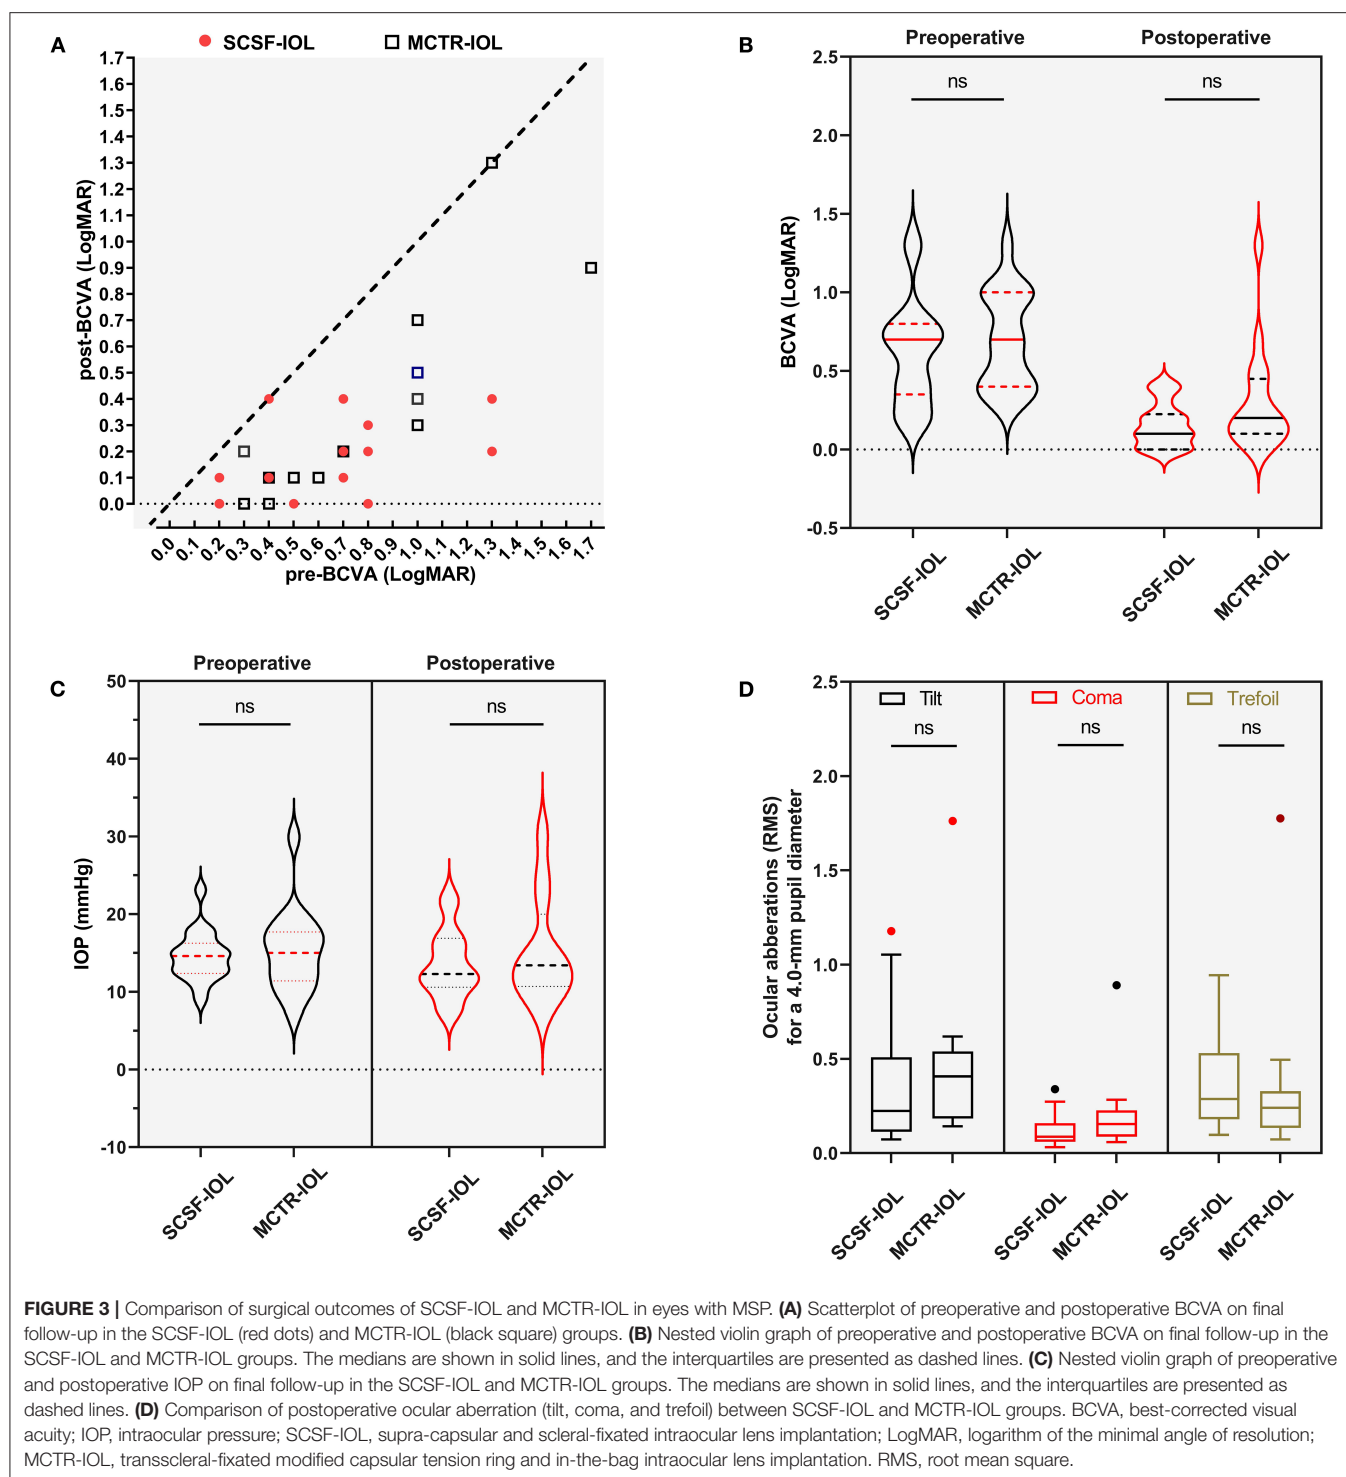 A
SCSF-IOL
MCTR-IOL
1.7
1.6
1.5
1.4
1.3
1.2
1.1
1.0
0.9
0.8
0.7
0.6
0.5
0.4
0.3
0.2
0.1
0.0
post-BCVA (LogMAR)
0.0 0.1 0.2 0.3 0.4 0.5 0.6 0.7 0.8 0.9 1.0 1.1 1.2 1.3 1.4 1.5 1.6 1.7
pre-BCVA (LogMAR)
B
Preoperative Postoperative
ns ns
2.5
2.0
1.5
1.0
0.5
0.0
-0.5
BCVA (LogMAR)
SCSF-IOL MCTR-IOL SCSF-IOL MCTR-IOL
C
Preoperative Postoperative
ns ns
50
40
30
20
10
0
-10
IOP (mmHg)
SCSF-IOL MCTR-IOL SCSF-IOL MCTR-IOL
D
Tilt Coma Trefoil
ns ns ns
2.5
2.0
1.5
1.0
0.5
0.0
Ocular abberations (RMS)
for a 4.0-mm pupil diameter
SCSF-IOL MCTR-IOL SCSF-IOL MCTR-IOL SCSF-IOL MCTR-IOL
FIGURE 3 | Comparison of surgical outcomes of SCSF-IOL and MCTR-IOL in eyes with MSP. (A) Scatterplot of preoperative and postoperative BCVA on final
follow-up in the SCSF-IOL (red dots) and MCTR-IOL (black square) groups. (B) Nested violin graph of preoperative and postoperative BCVA on final follow-up in the
SCSF-IOL and MCTR-IOL groups. The medians are shown in solid lines, and the interquartiles are presented as dashed lines. (C) Nested violin graph of preoperative
and postoperative IOP on final follow-up in the SCSF-IOL and MCTR-IOL groups. The medians are shown in solid lines, and the interquartiles are presented as
dashed lines. (D) Comparison of postoperative ocular aberration (tilt, coma, and trefoil) between SCSF-IOL and MCTR-IOL groups. BCVA, best-corrected visual
acuity; IOP, intraocular pressure; SCSF-IOL, supra-capsular and scleral-fixated intraocular lens implantation; LogMAR, logarithm of the minimal angle of resolution;
MCTR-IOL, transscleral-fixated modified capsular tension ring and in-the-bag intraocular lens implantation. RMS, root mean square.